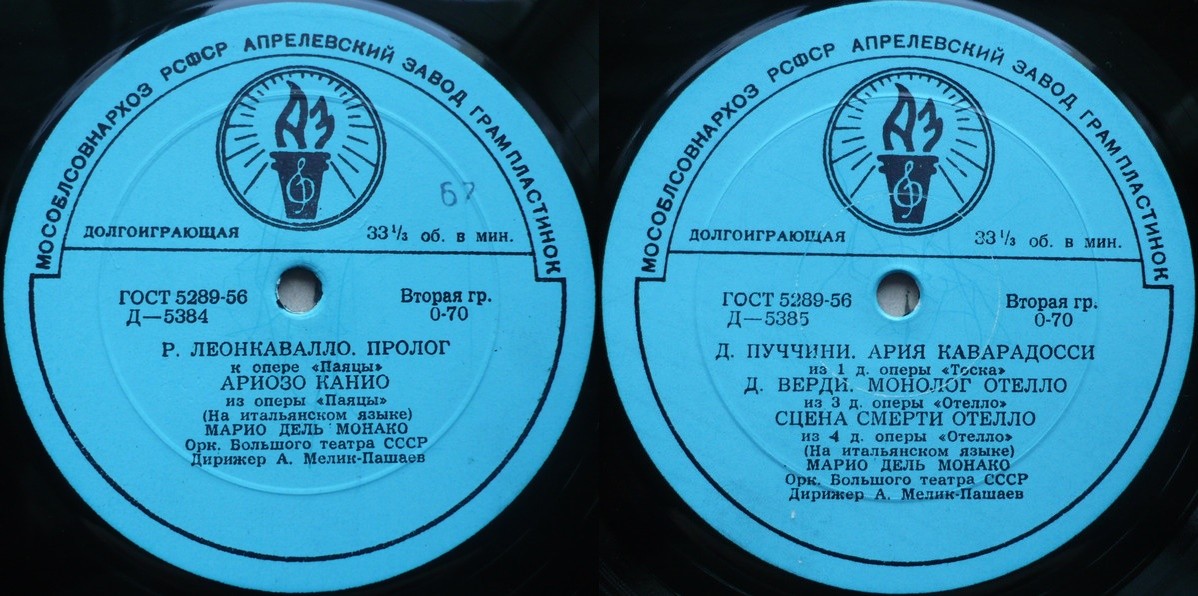 МОСОБЛСОВНАРХОЗ РСФСР АПРЕЛЕВСКИЙ ЗАВОД ГРАМПЛАСТИНОК
АЗ
67
ДОЛГОИГРАЮЩАЯ 33⅓ об. в мин.
ГОСТ 5289-56 Вторая гр.
Д—5384 0-70
Р. ЛЕОНКАВАЛЛО. ПРОЛОГ
к опере «Паяцы»
АРИОЗО КАНИО
из оперы «Паяцы»
(На итальянском языке)
МАРИО ДЕЛЬ МОНАКО
Орк. Большого театра СССР
Дирижер А. Мелик-Пашаев
МОСОБЛСОВНАРХОЗ РСФСР АПРЕЛЕВСКИЙ ЗАВОД ГРАМПЛАСТИНОК
АЗ
ДОЛГОИГРАЮЩАЯ 33⅓ об. в мин.
ГОСТ 5289-56 Вторая гр.
Д—5385 0-70
Д. ПУЧЧИНИ. АРИЯ КАВАРАДОССИ
из 1 д. оперы «Тоска»
Д. ВЕРДИ. МОНОЛОГ ОТЕЛЛО
из 3 д. оперы «Отелло»
СЦЕНА СМЕРТИ ОТЕЛЛО
из 4 д. оперы «Отелло»
(На итальянском языке)
МАРИО ДЕЛЬ МОНАКО
Орк. Большого театра СССР
Дирижер А. Мелик-Пашаев